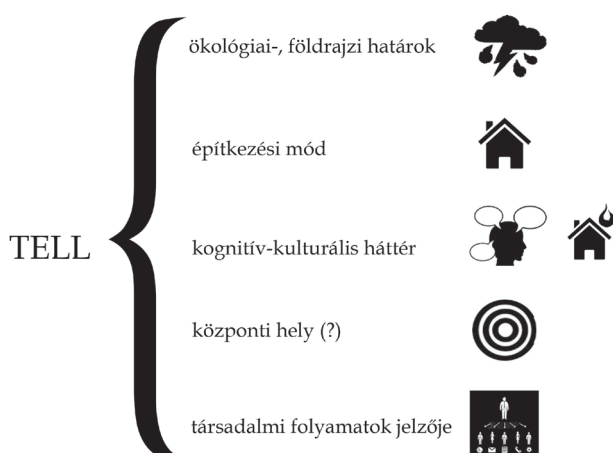 ökológiai-, földrajzi határok
építkezési mód
TELL
kognitív-kulturális háttér
központi hely (?)
társadalmi folyamatok jelzője